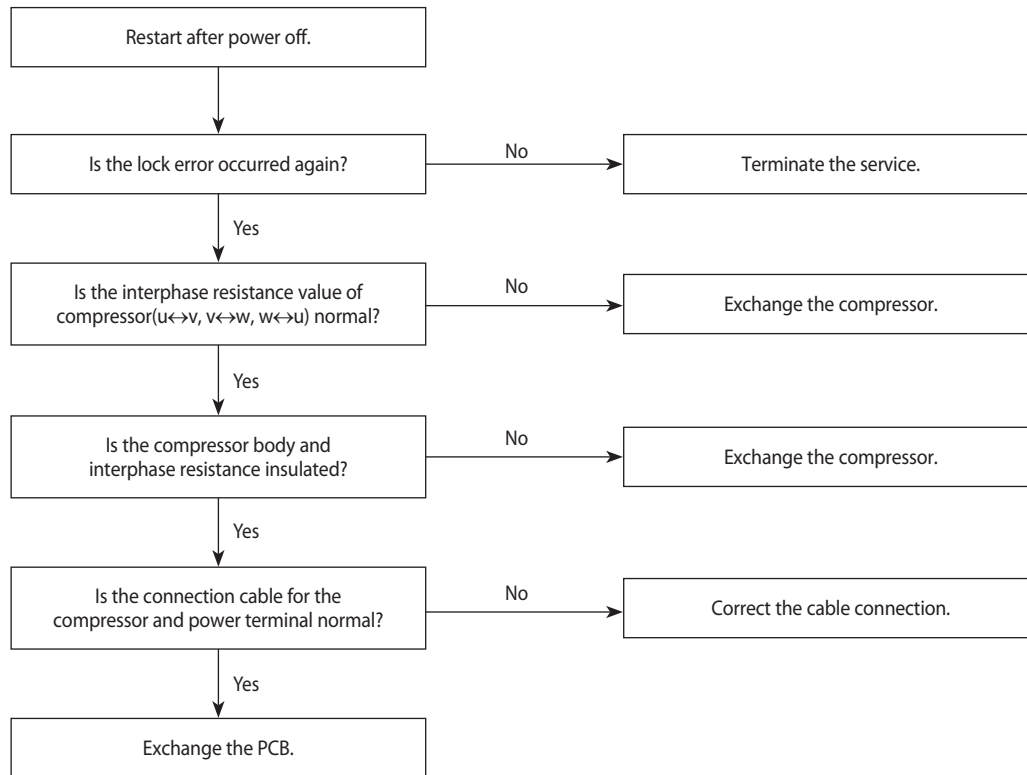 Restart after power off.
Is the lock error occurred again?
No
Terminate the service.
Yes
Is the interphase resistance value of
compressor(u↔v, v↔w, w↔u) normal?
No
Exchange the compressor.
Yes
Is the compressor body and
interphase resistance insulated?
No
Exchange the compressor.
Yes
Is the connection cable for the
compressor and power terminal normal?
No
Correct the cable connection.
Yes
Exchange the PCB.